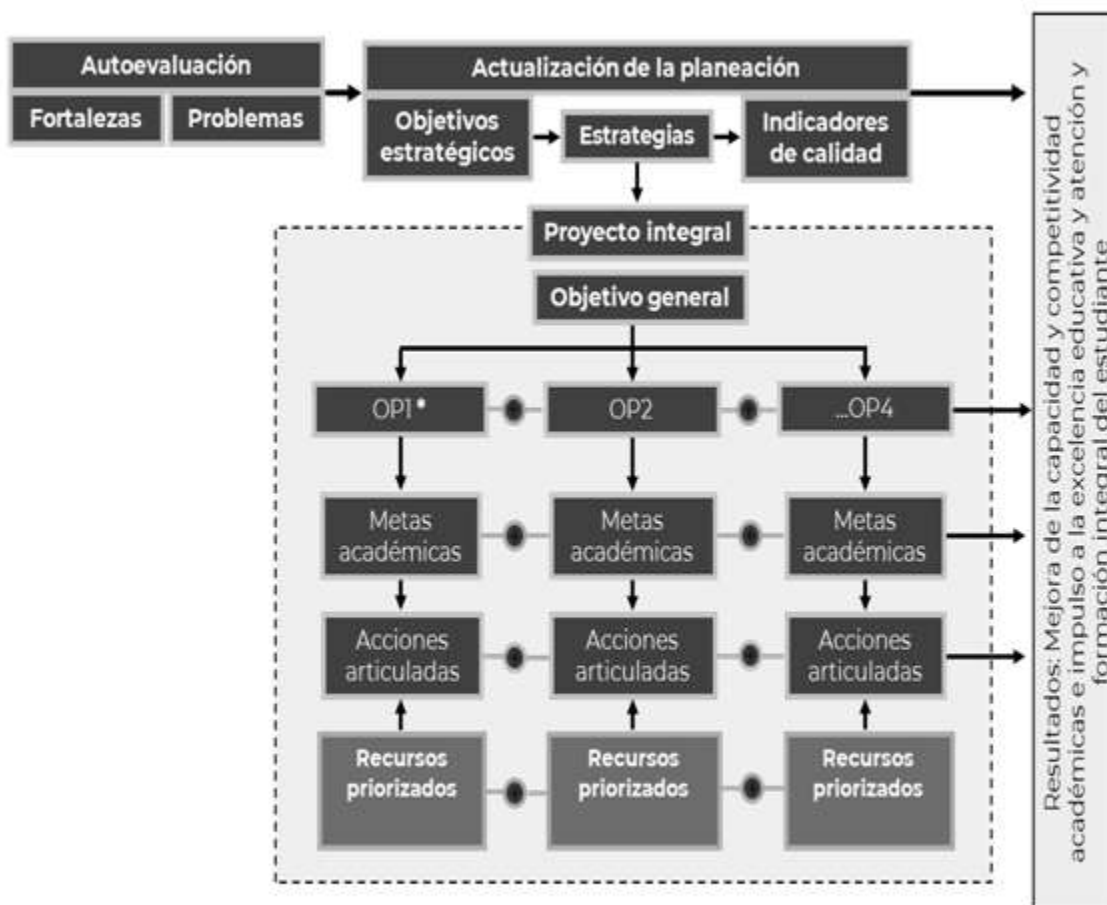 Autoevaluación
Fortalezas
Problemas
Actualización de la planeación
Objetivos
estratégicos
Estrategias
Indicadores
de calidad
Proyecto integral
Objetivo general
OP1*
OP2
...OP4
Metas
académicas
Metas
académicas
Metas
académicas
Acciones
articuladas
Acciones
articuladas
Acciones
articuladas
Recursos
priorizados
Recursos
priorizados
Recursos
priorizados
Resultados: Mejora de la capacidad y competitividad
académicas e impulso a la excelencia educativa y atención y
formación integral del estudiante